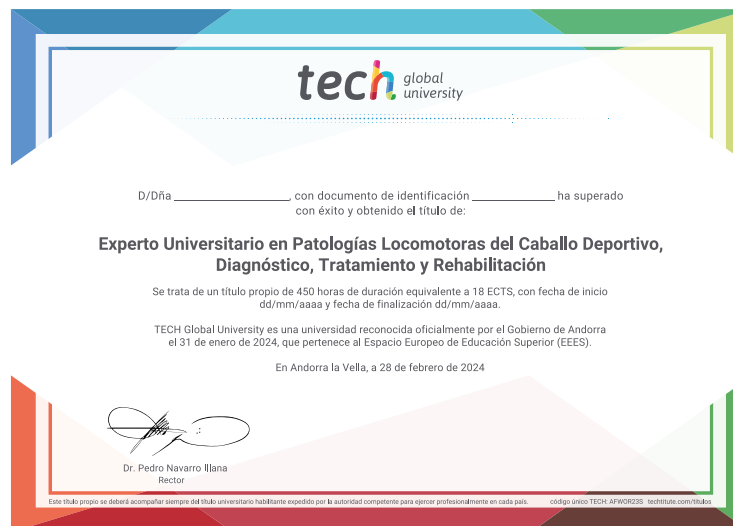 tech global
university
D/Dña ____________________, con documento de identificación ______________ ha superado
con éxito y obtenido el título de:
Experto Universitario en Patologías Locomotoras del Caballo Deportivo,
Diagnóstico, Tratamiento y Rehabilitación
Se trata de un título propio de 450 horas de duración equivalente a 18 ECTS, con fecha de inicio
dd/mm/aaaa y fecha de finalización dd/mm/aaaa.
TECH Global University es una universidad reconocida oficialmente por el Gobierno de Andorra
el 31 de enero de 2024, que pertenece al Espacio Europeo de Educación Superior (EEES).
En Andorra la Vella, a 28 de febrero de 2024
Dr. Pedro Navarro Illana
Rector
Este título propio se deberá acompañar siempre del título universitario habilitante expedido por la autoridad competente para ejercer profesionalmente en cada país. código único TECH: AFWOR23S techtitute.com/titulos